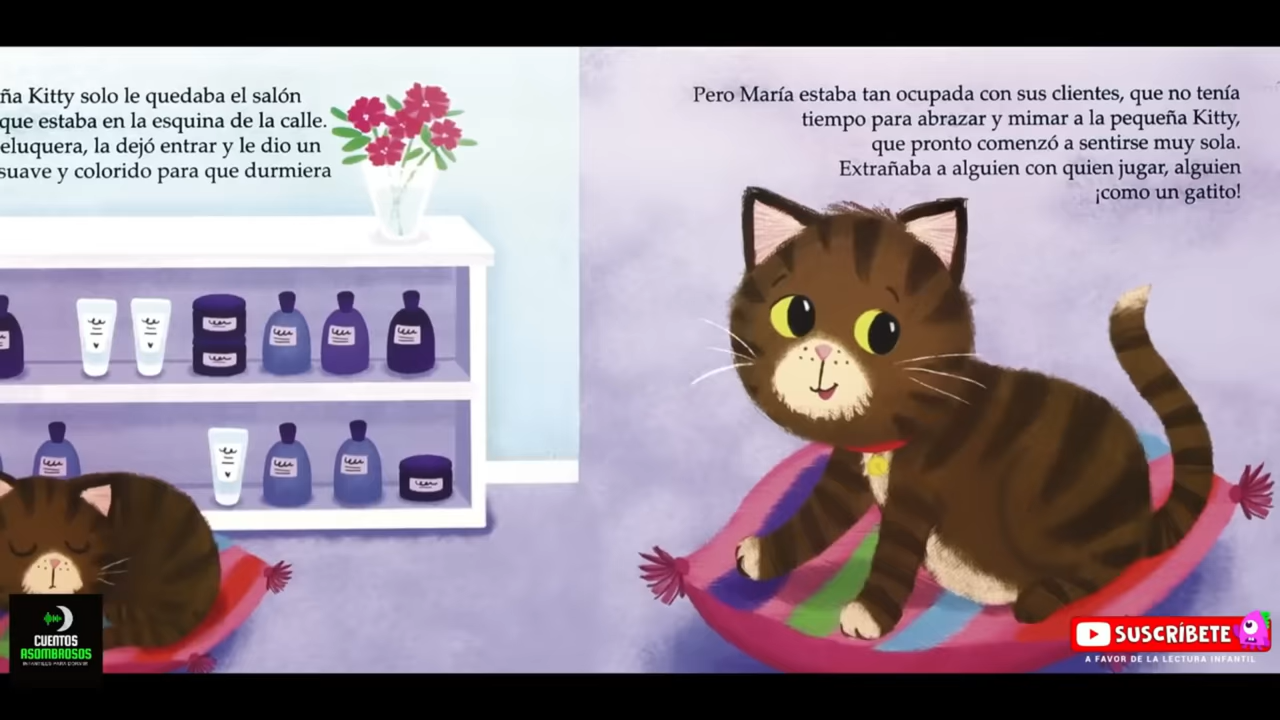 ña Kitty solo le quedaba el salón
que estaba en la esquina de la calle.
eluquera, la dejó entrar y le dio un
suave y colorido para que durmiera
Pero María estaba tan ocupada con sus clientes, que no tenía
tiempo para abrazar y mimar a la pequeña Kitty,
que pronto comenzó a sentirse muy sola.
Extrañaba a alguien con quien jugar, alguien
¡como un gatito!
CUENTOS
ASOMBROSOS
INFANTILES PARA DORMIR
SUSCRÍBETE
A FAVOR DE LA LECTURA INFANTIL